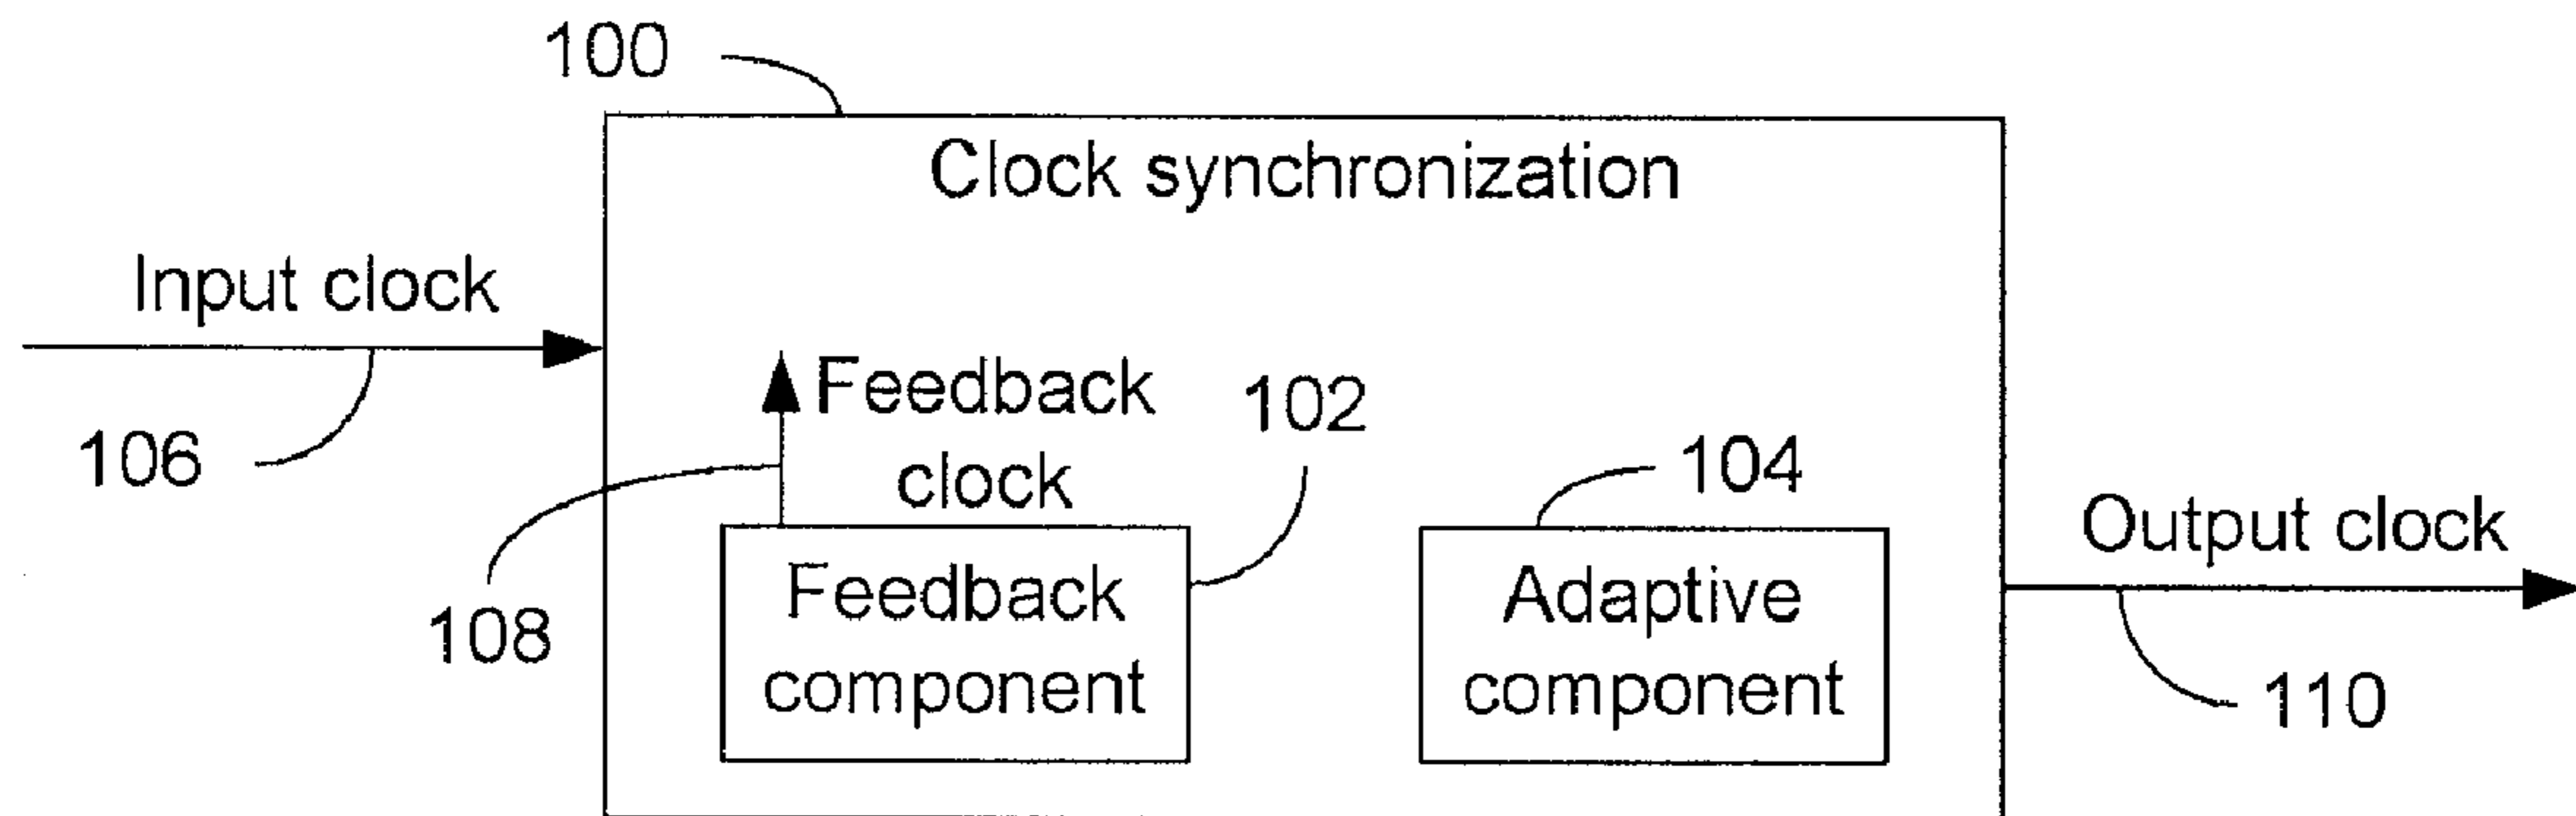 100
Clock synchronization
Input clock
106
Feedback
clock
102
104
108
Feedback
component
Adaptive
component
Output clock
110